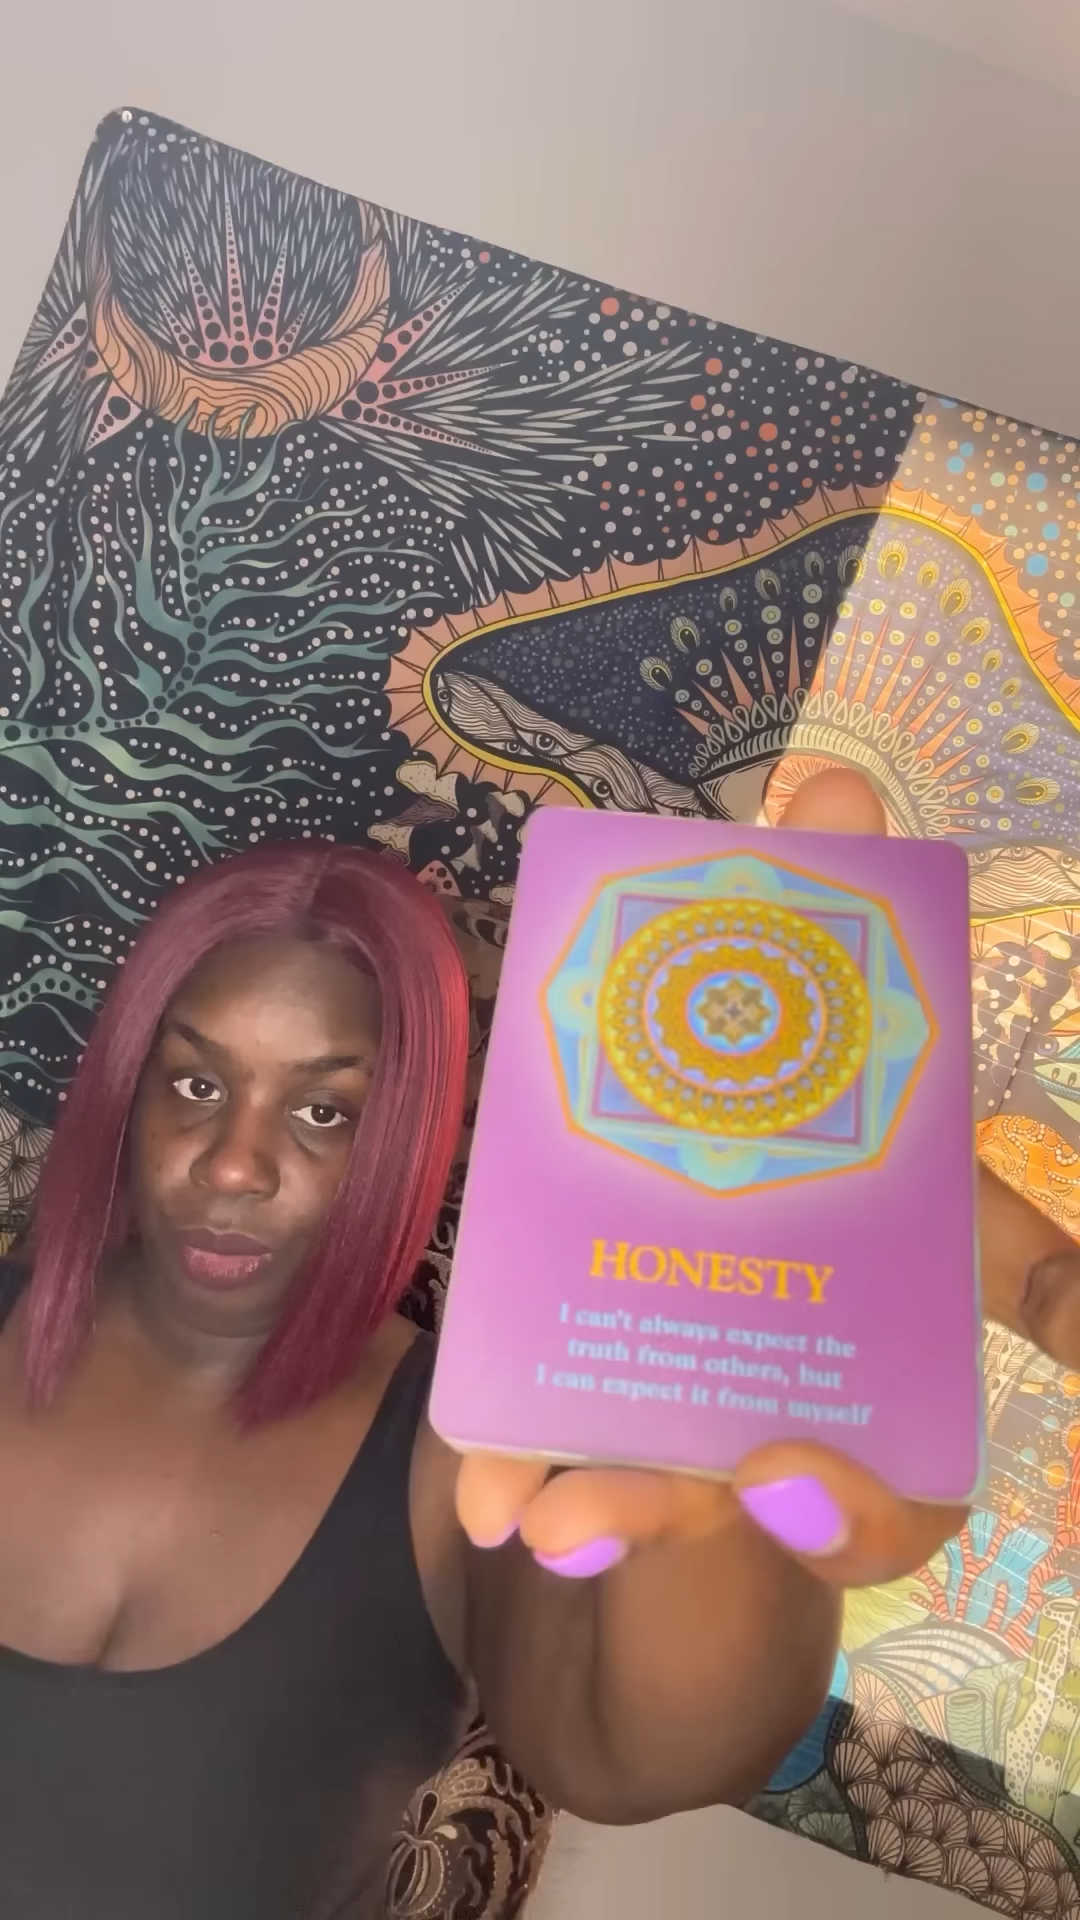 HONESTY
I can't always expect the
truth from others, but
I can expect it from myself